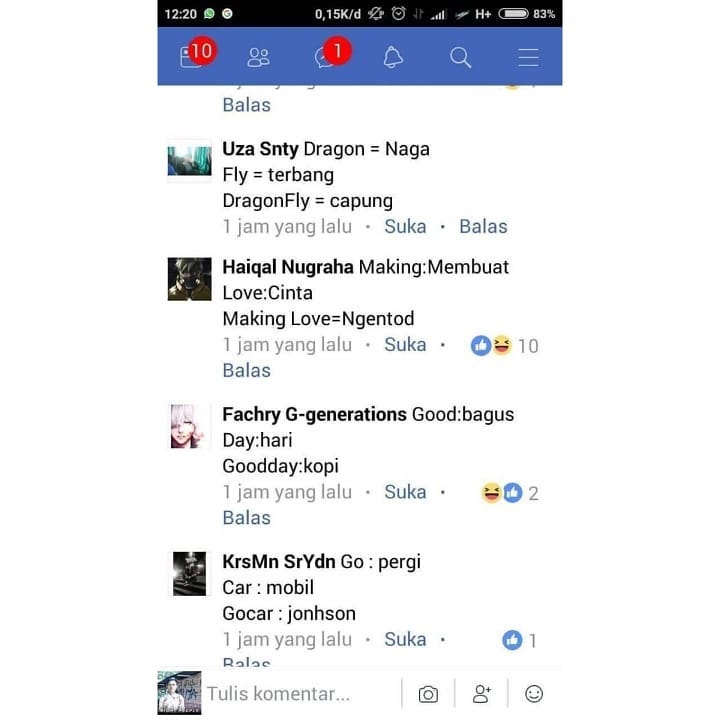 12:20 0,15K/d H+ 83%
10 1
Balas
Uza Snty Dragon = Naga
Fly = terbang
DragonFly = capung
1 jam yang lalu · Suka · Balas
Haiqal Nugraha Making:Membuat
Love:Cinta
Making Love=Ngentod
1 jam yang lalu · Suka · 10
Balas
Fachry G-generations Good:bagus
Day:hari
Goodday:kopi
1 jam yang lalu · Suka · 2
Balas
KrsMn SrYdn Go : pergi
Car : mobil
Gocar : jonhson
1 jam yang lalu · Suka · 1
Balas
Tulis komentar...